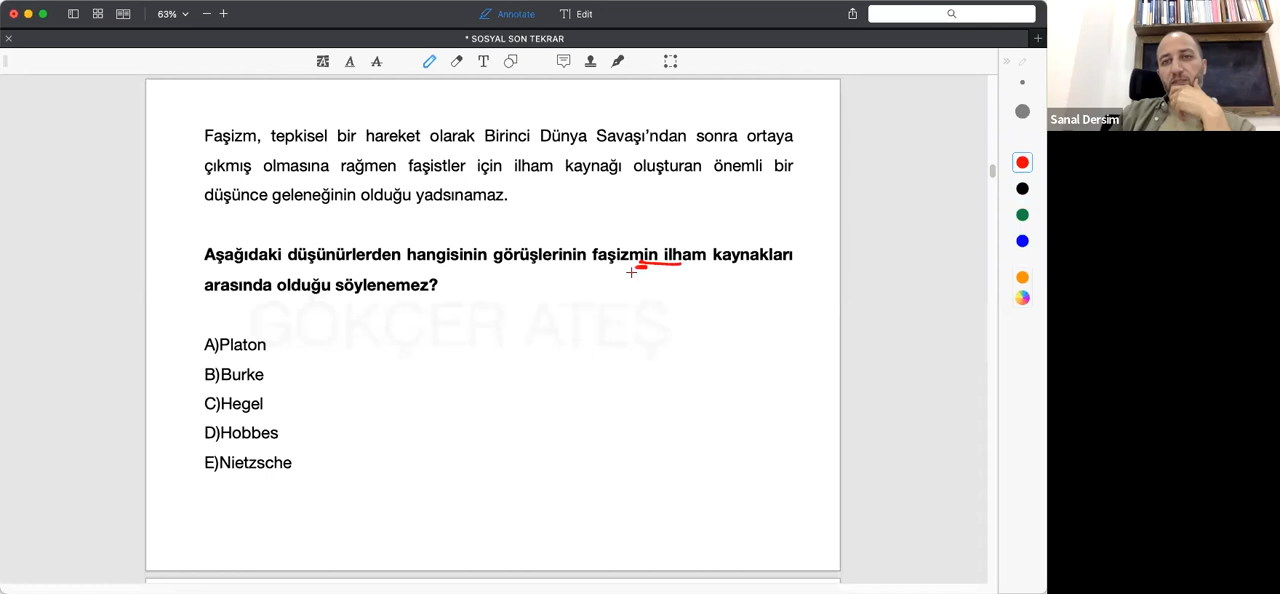 63%
Annotate
Edit
* SOSYAL SON TEKRAR
Faşizm, tepkisel bir hareket olarak Birinci Dünya Savaşı'ndan sonra ortaya
çıkmış olmasına rağmen faşistler için ilham kaynağı oluşturan önemli bir
düşünce geleneğinin olduğu yadsınamaz.
Aşağıdaki düşünürlerden hangisinin görüşlerinin faşizmin ilham kaynakları
arasında olduğu söylenemez?
GÖKÇER ATEŞ
A)Platon
B)Burke
C)Hegel
D)Hobbes
E)Nietzsche
Sanal Dersim